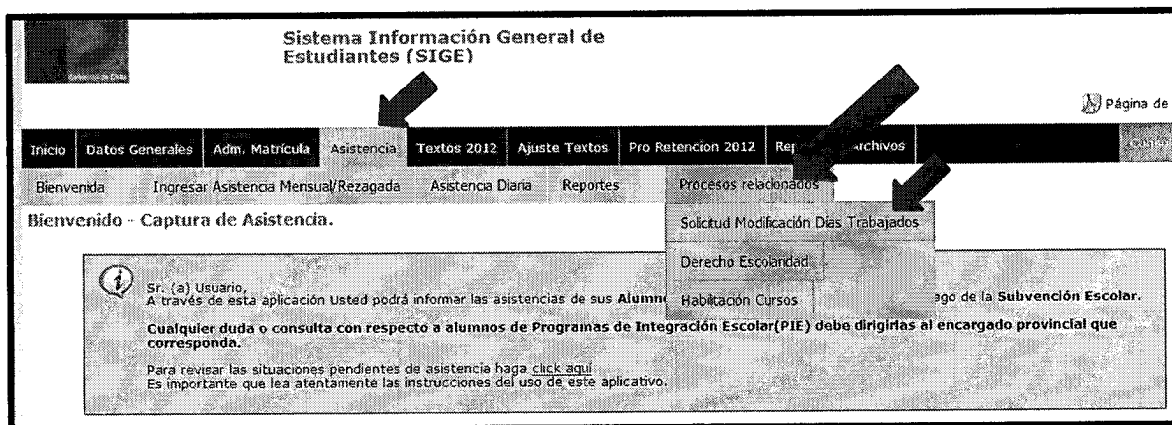 Sistema Información General de
Estudiantes (SIGE)
Página de
Inicio Datos Generales Adm. Matrícula Asistencia Textos 2012 Ajuste Textos Pro Retencion 2012 Archivos
Bienvenida Ingresar Asistencia Mensual/Rezagada Asistencia Diaria Reportes Procesos relacionados
Solicitud Modificación Dias Trabajados
Derecho Escolaridad
Habilitación Cursos
Bienvenido - Captura de Asistencia.
Sr. (a) Usuario,
A través de esta aplicación Usted podrá informar las asistencias de sus Alumn ago de la Subvención Escolar.
Cualquier duda o consulta con respecto a alumnos de Programas de Integración Escolar(PIE) debe dirigirlas al encargado provincial que
corresponda.
Para revisar las situaciones pendientes de asistencia haga click aquí
Es importante que lea atentamente las instrucciones del uso de este aplicativo.